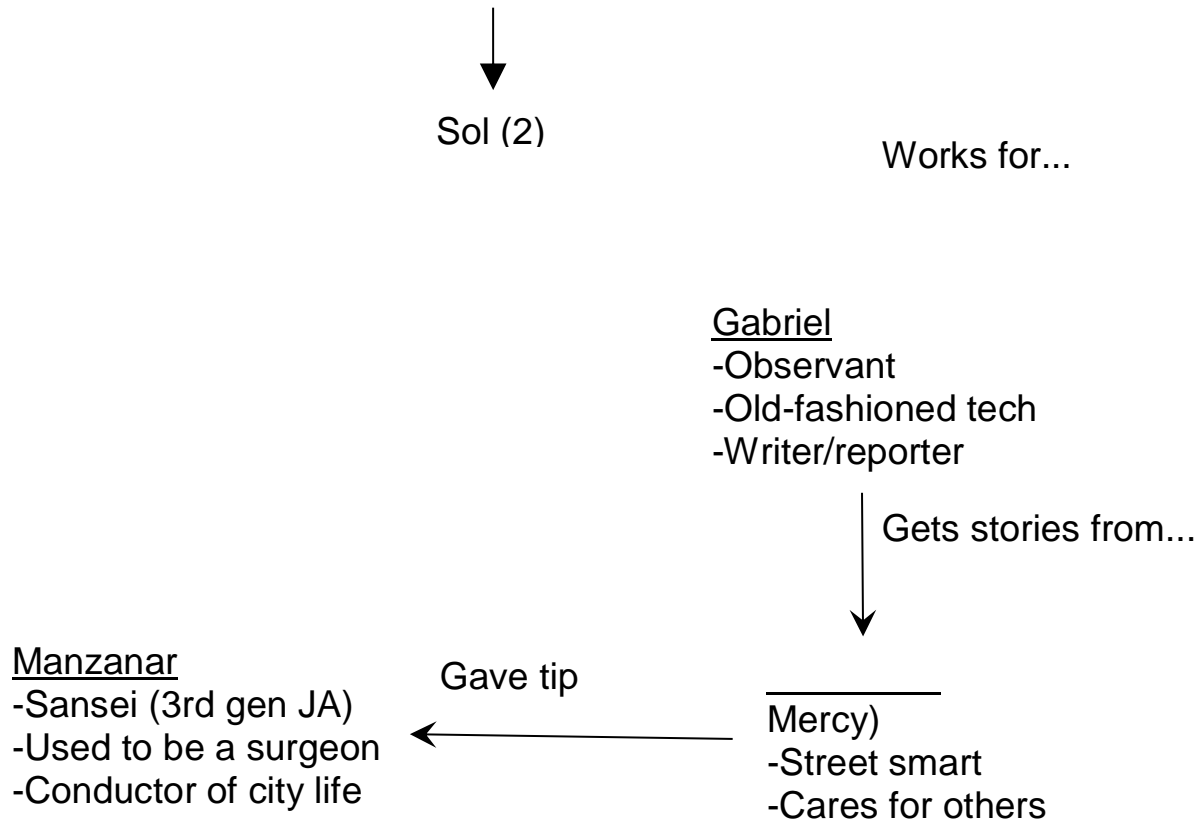 Sol (2)
Works for...
Gabriel
-Observant
-Old-fashioned tech
-Writer/reporter
Gets stories from...
Manzanar
-Sansei (3rd gen JA)
-Used to be a surgeon
-Conductor of city life
Gave tip
Mercy)
-Street smart
-Cares for others